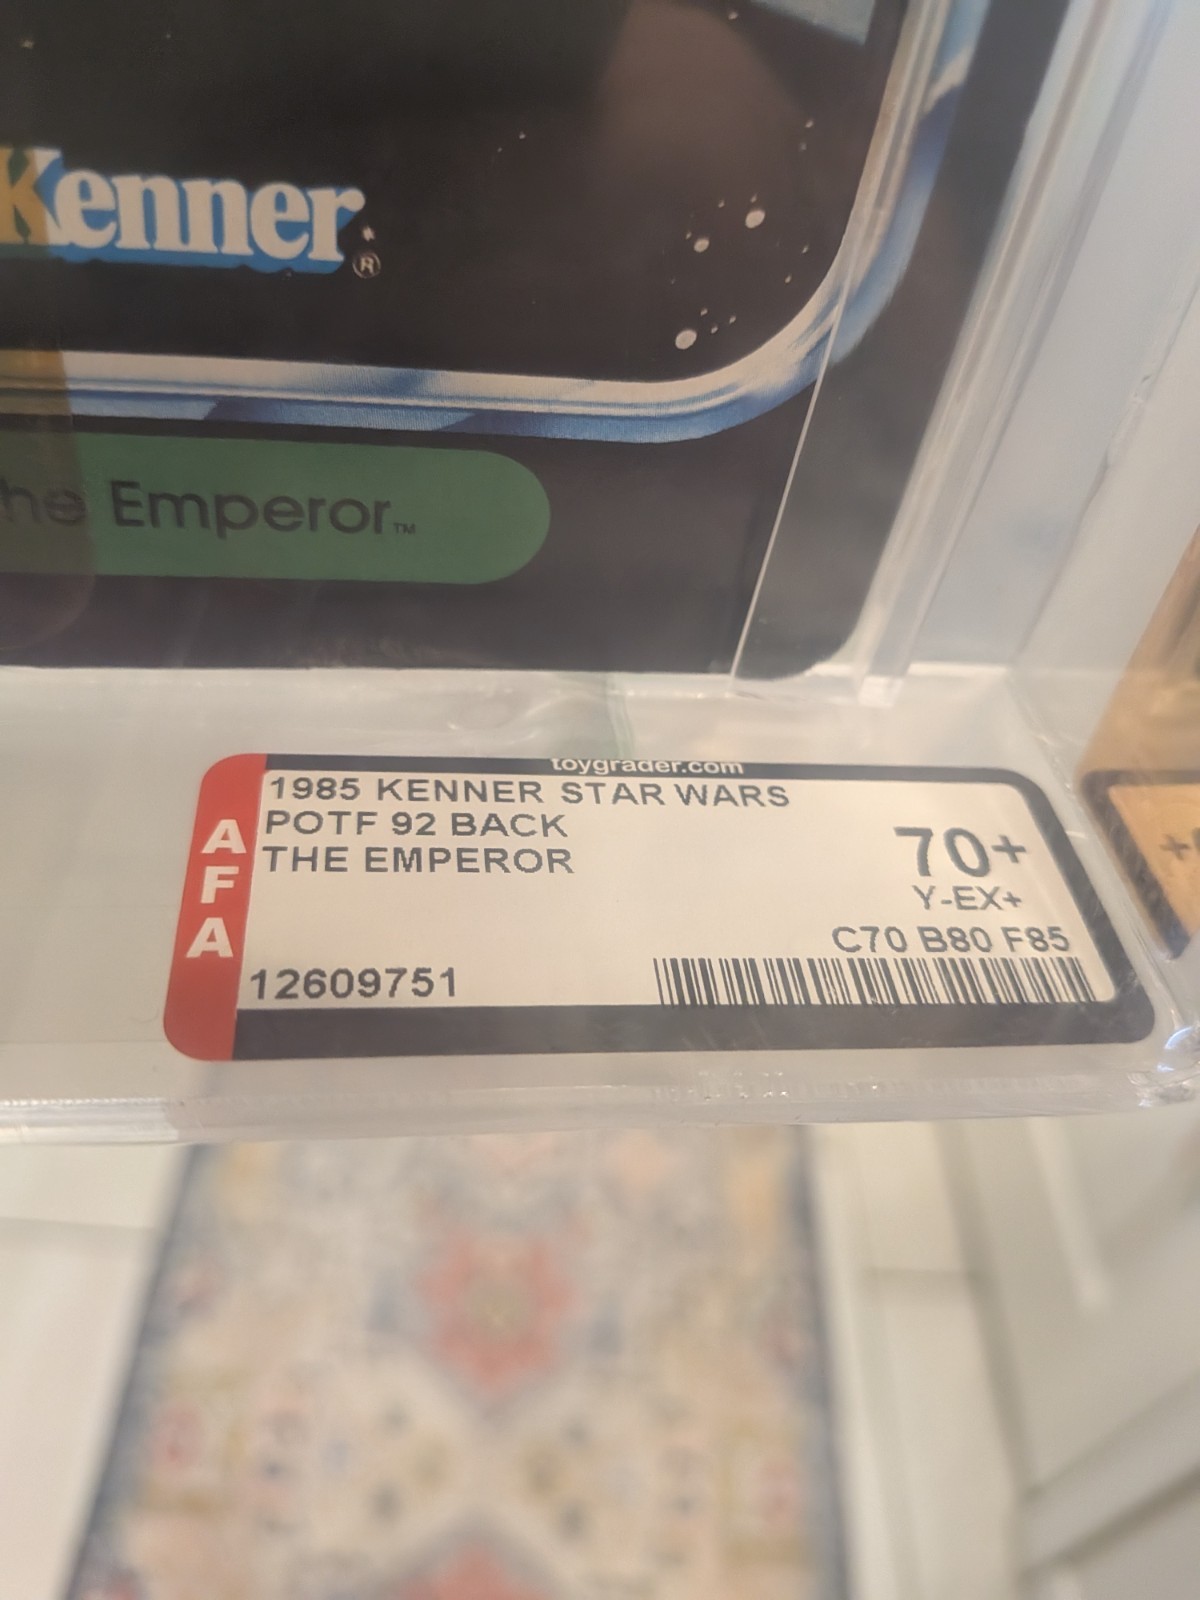 Kenner®
he Emperor™
toygrader.com
1985 KENNER STAR WARS
POTF 92 BACK
THE EMPEROR
70+
Y-EX+
C70 B80 F85
12609751
AFA